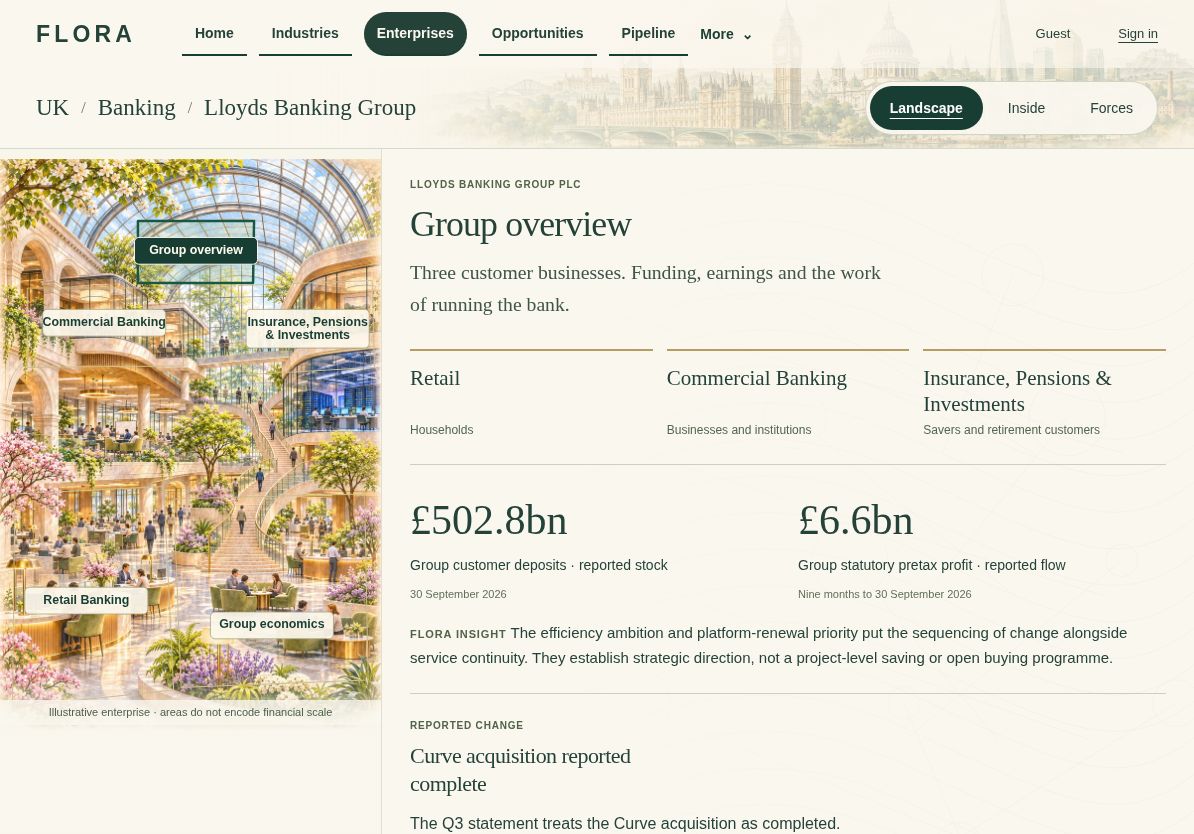 FLORA
Home
Industries
Enterprises
Opportunities
Pipeline
More
Guest
Sign in
UK / Banking / Lloyds Banking Group
Landscape
Inside
Forces
Group overview
Commercial Banking
Insurance, Pensions
& Investments
Retail Banking
Group economics
Illustrative enterprise · areas do not encode financial scale
LLOYDS BANKING GROUP PLC
Group overview
Three customer businesses. Funding, earnings and the work
of running the bank.
Retail
Households
Commercial Banking
Businesses and institutions
Insurance, Pensions &
Investments
Savers and retirement customers
£502.8bn
Group customer deposits · reported stock
30 September 2026
£6.6bn
Group statutory pretax profit · reported flow
Nine months to 30 September 2026
FLORA INSIGHT The efficiency ambition and platform-renewal priority put the sequencing of change alongside
service continuity. They establish strategic direction, not a project-level saving or open buying programme.
REPORTED CHANGE
Curve acquisition reported
complete
The Q3 statement treats the Curve acquisition as completed.